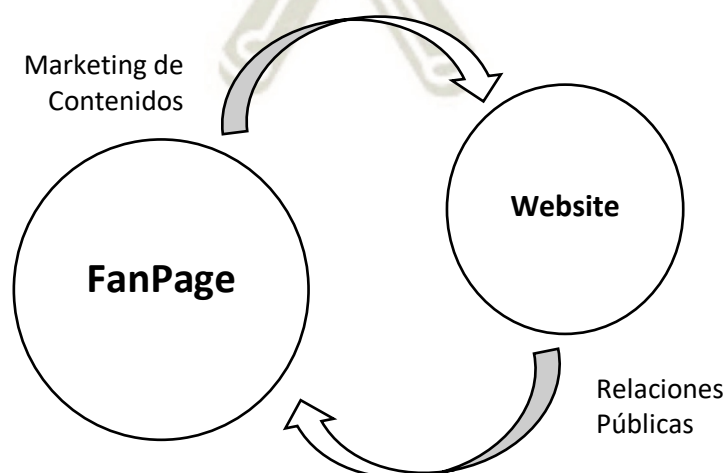 Marketing de
Contenidos
Website
FanPage
Relaciones
Públicas